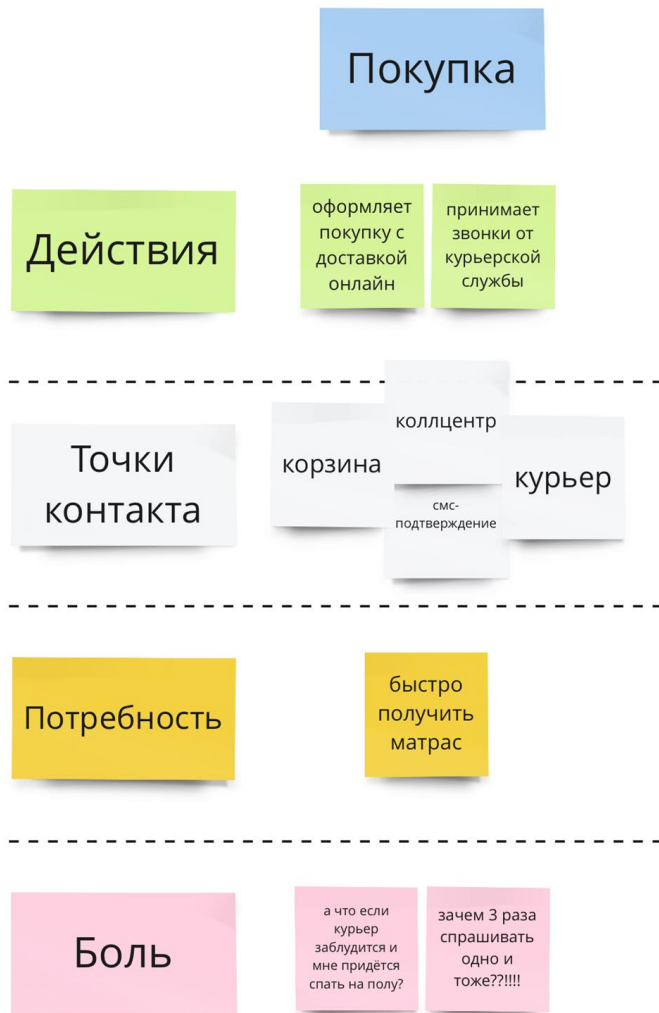 Покупка
Действия
оформляет
покупку с
доставкой
онлайн
принимает
звонки от
курьерской
службы
Точки
контакта
корзина
коллцентр
смс-
подтверждение
курьер
Потребность
быстро
получить
матрас
Боль
а что если
курьер
заблудится и
мне придётся
спать на полу?
зачем 3 раза
спрашивать
одно и
тоже??!!!!